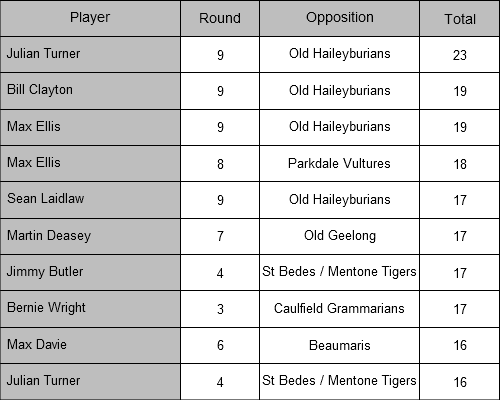 Player Round Opposition Total
Julian Turner 9 Old Haileyburians 23
Bill Clayton 9 Old Haileyburians 19
Max Ellis 9 Old Haileyburians 19
Max Ellis 8 Parkdale Vultures 18
Sean Laidlaw 9 Old Haileyburians 17
Martin Deasey 7 Old Geelong 17
Jimmy Butler 4 St Bedes / Mentone Tigers 17
Bernie Wright 3 Caulfield Grammarians 17
Max Davie 6 Beaumaris 16
Julian Turner 4 St Bedes / Mentone Tigers 16